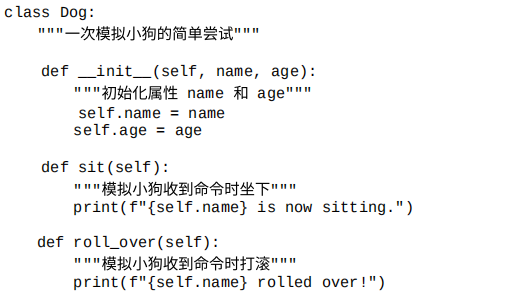 class Dog:
    """一次模拟小狗的简单尝试"""

    def __init__(self, name, age):
        """初始化属性 name 和 age"""
        self.name = name
        self.age = age

    def sit(self):
        """模拟小狗收到命令时坐下"""
        print(f"{self.name} is now sitting.")

    def roll_over(self):
        """模拟小狗收到命令时打滚"""
        print(f"{self.name} rolled over!")